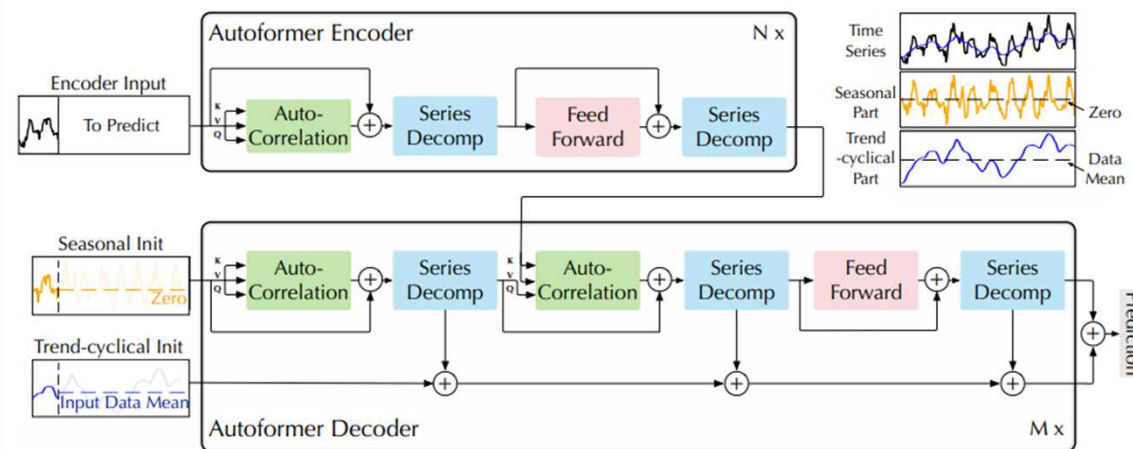 Autoformer Encoder
N x
Encoder Input
To Predict
K
V
Q
Auto-
Correlation
+
Series
Decomp
Feed
Forward
+
Series
Decomp
Time
Series
Seasonal
Part
Zero
Trend
-cyclical
Part
Data
Mean
Seasonal Init
Zero
K
V
Q
Auto-
Correlation
+
Series
Decomp
K
V
Q
Auto-
Correlation
+
Series
Decomp
Feed
Forward
+
Series
Decomp
+
Prediction
Trend-cyclical Init
Input Data Mean
+
+
+
Autoformer Decoder
M x